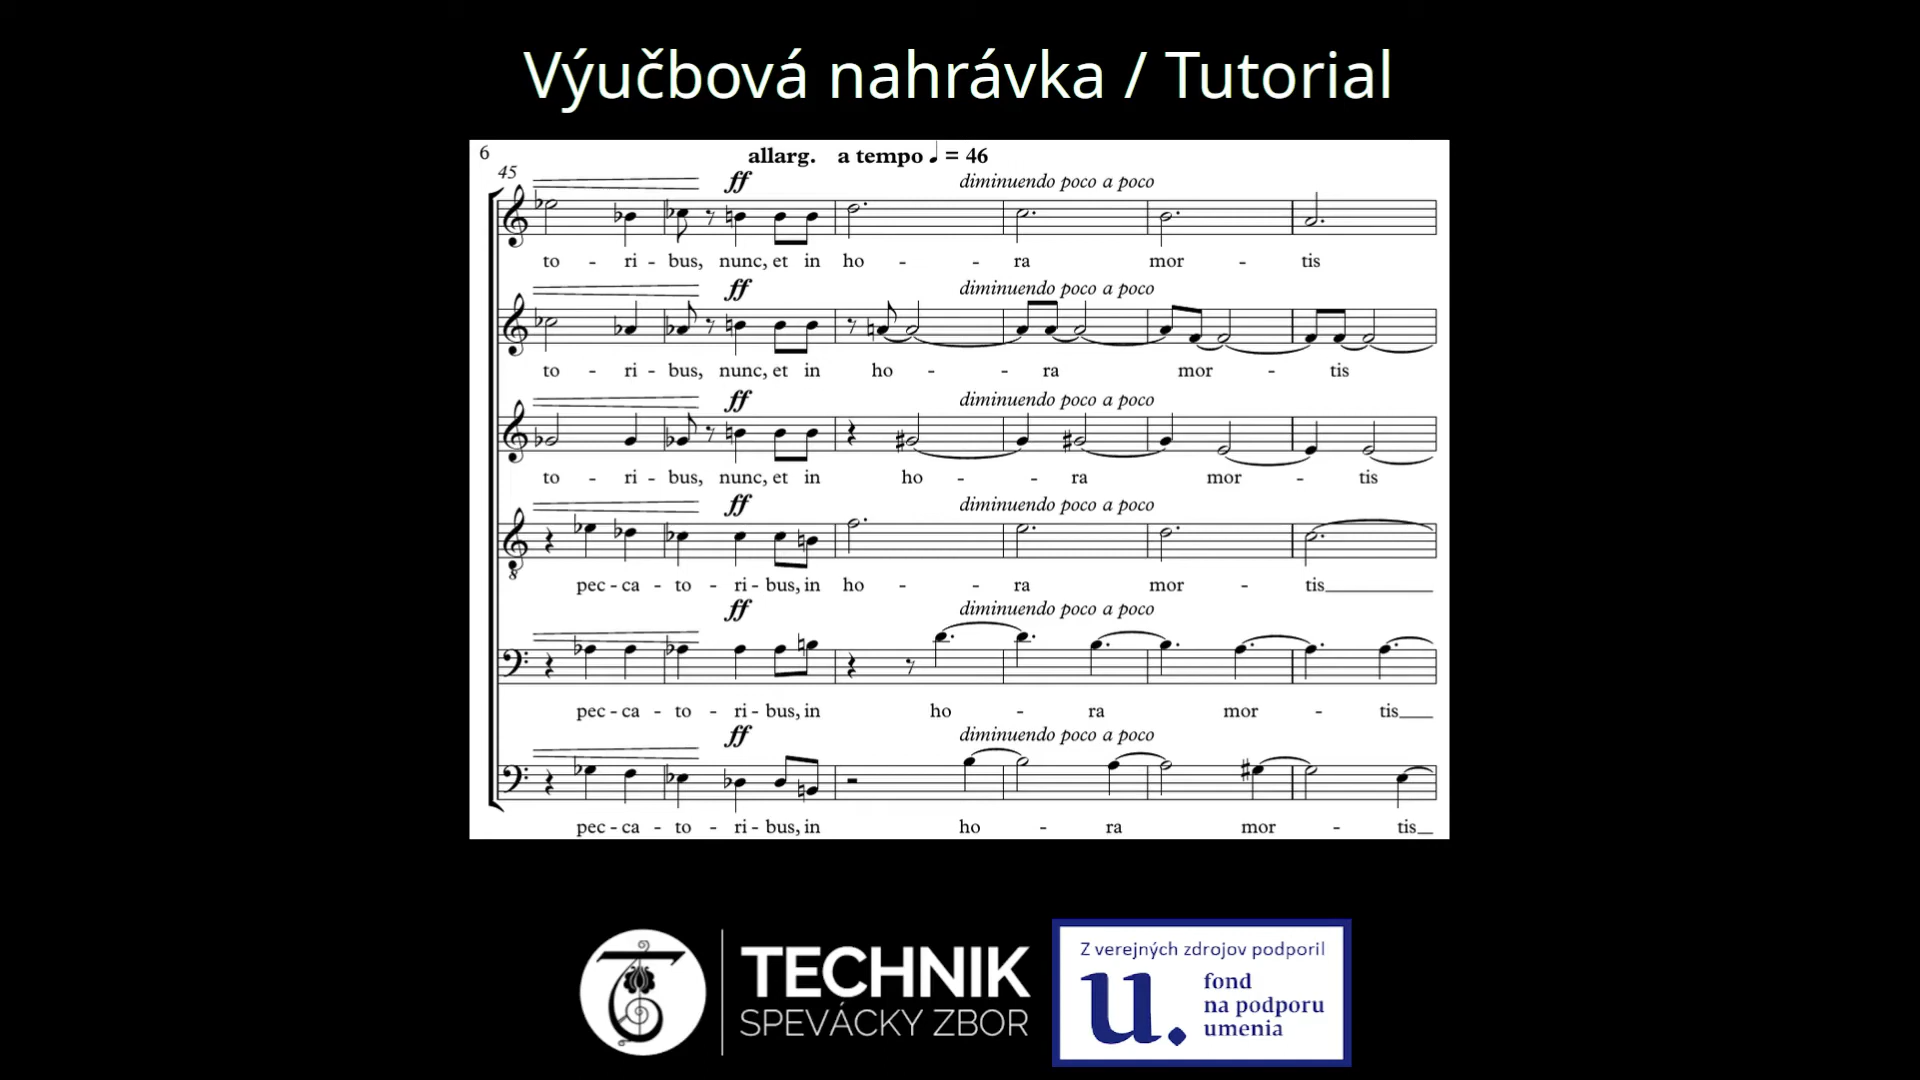 Výučbová nahrávka / Tutorial
6
allarg. a tempo ♩ = 46
45
ff diminuendo poco a poco
to - ri - bus, nunc, et in ho - - ra mor - tis
ff diminuendo poco a poco
to - ri - bus, nunc, et in ho - - ra mor - tis
ff diminuendo poco a poco
to - ri - bus, nunc, et in ho - - ra mor - tis
ff diminuendo poco a poco
8
pec - ca - to - ri - bus, in ho - - ra mor - tis
ff diminuendo poco a poco
pec - ca - to - ri - bus, in ho - ra mor - tis
ff diminuendo poco a poco
pec - ca - to - ri - bus, in ho - ra mor - tis
TECHNIK
SPEVÁCKY ZBOR
Z verejných zdrojov podporil
u.
fond
na podporu
umenia